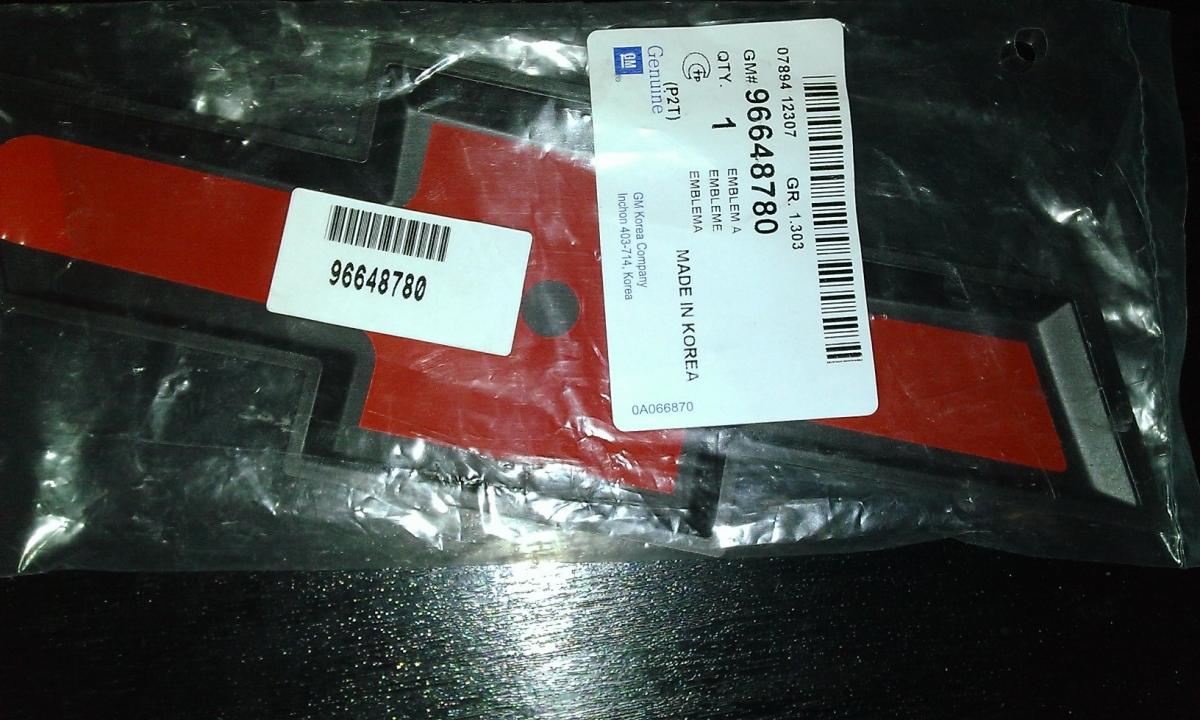 07894 12307 GR. 1.303
GM# 96648780
QTY. 1
EMBLEM A
EMBLEME
EMBLEMA
MADE IN KOREA
(P2T)
GM Genuine
GM Korea Company
Inchon 403-714, Korea
0A066870
96648780